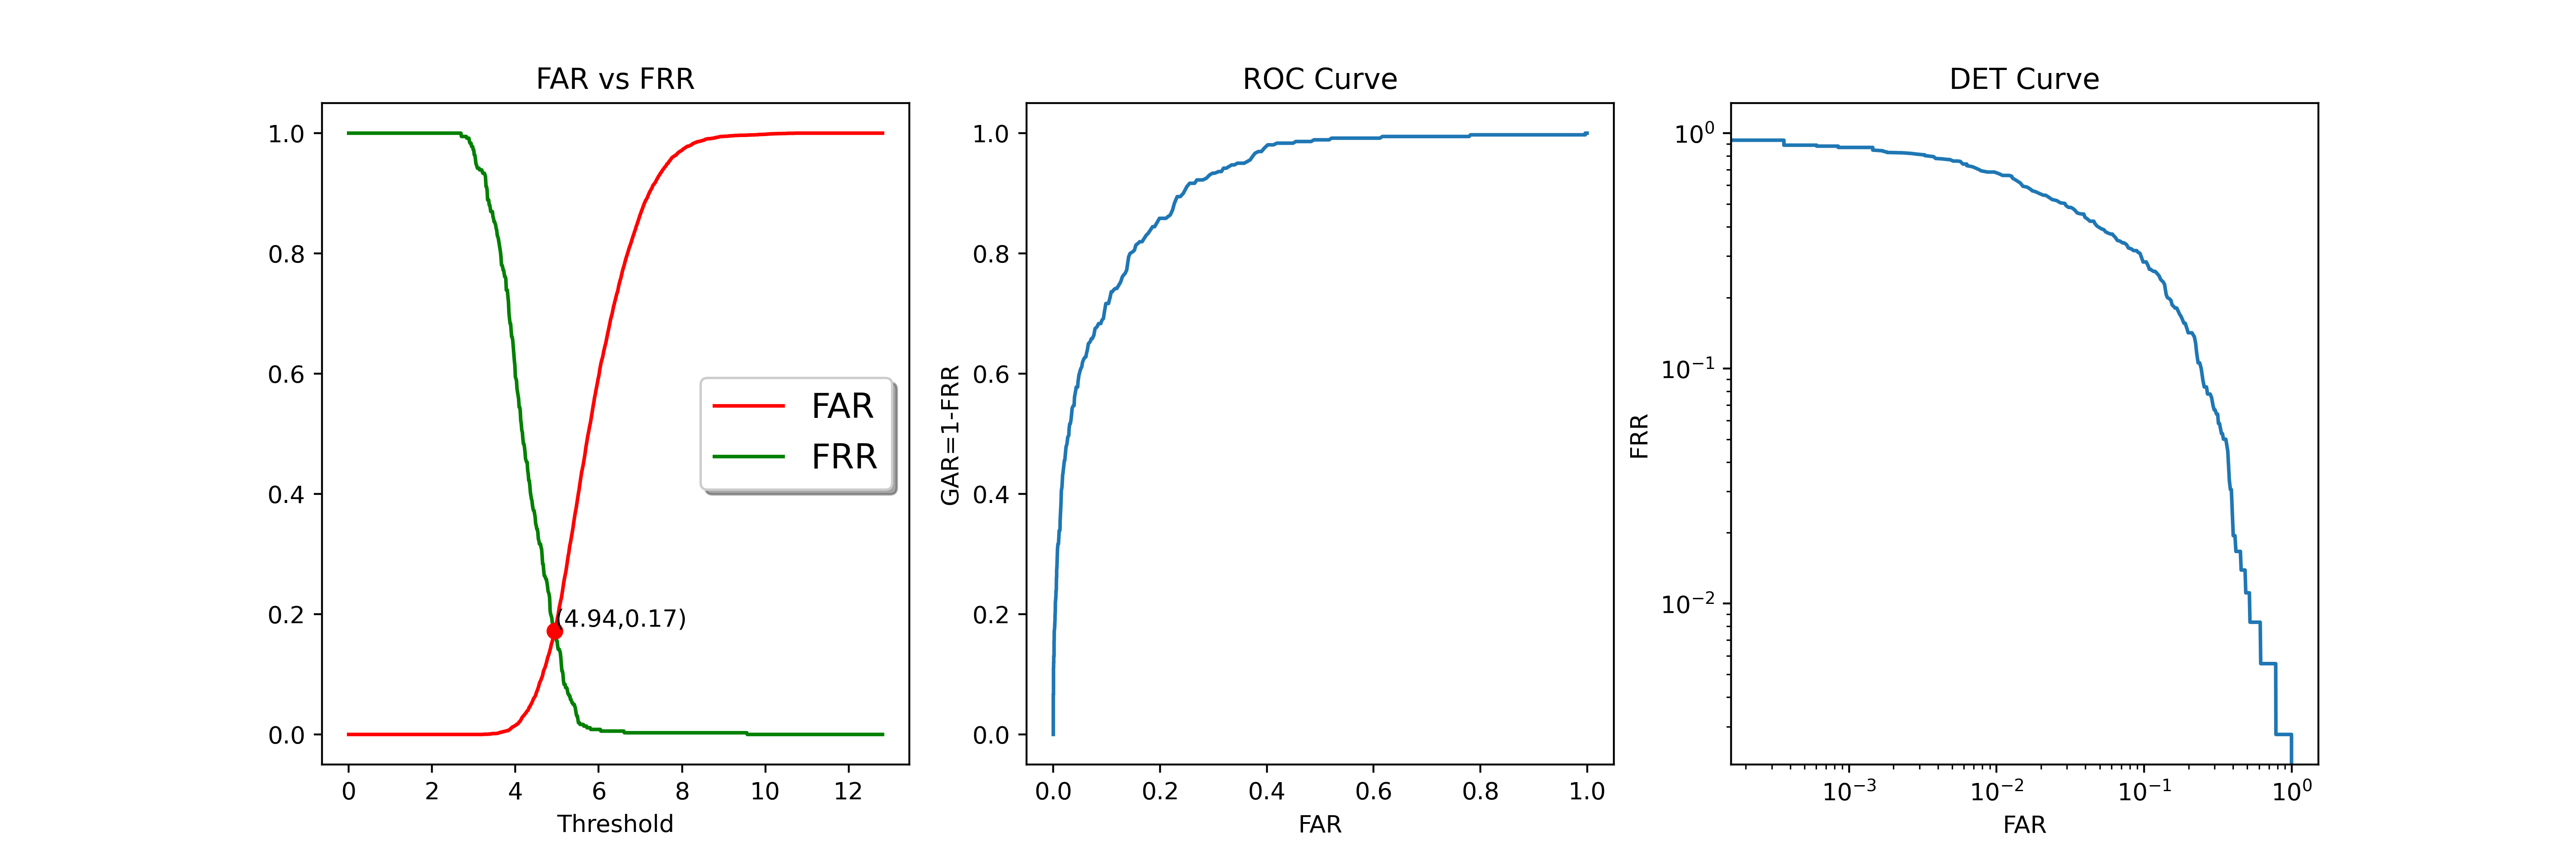 FAR vs FRR
1.0
0.8
0.6
0.4
0.2
0.0
0 2 4 6 8 10 12
Threshold
FAR
FRR
(4.94,0.17)
ROC Curve
GAR=1-FRR
1.0
0.8
0.6
0.4
0.2
0.0
0.0 0.2 0.4 0.6 0.8 1.0
FAR
DET Curve
FRR
10⁰
10⁻¹
10⁻²
10⁻³ 10⁻² 10⁻¹ 10⁰
FAR